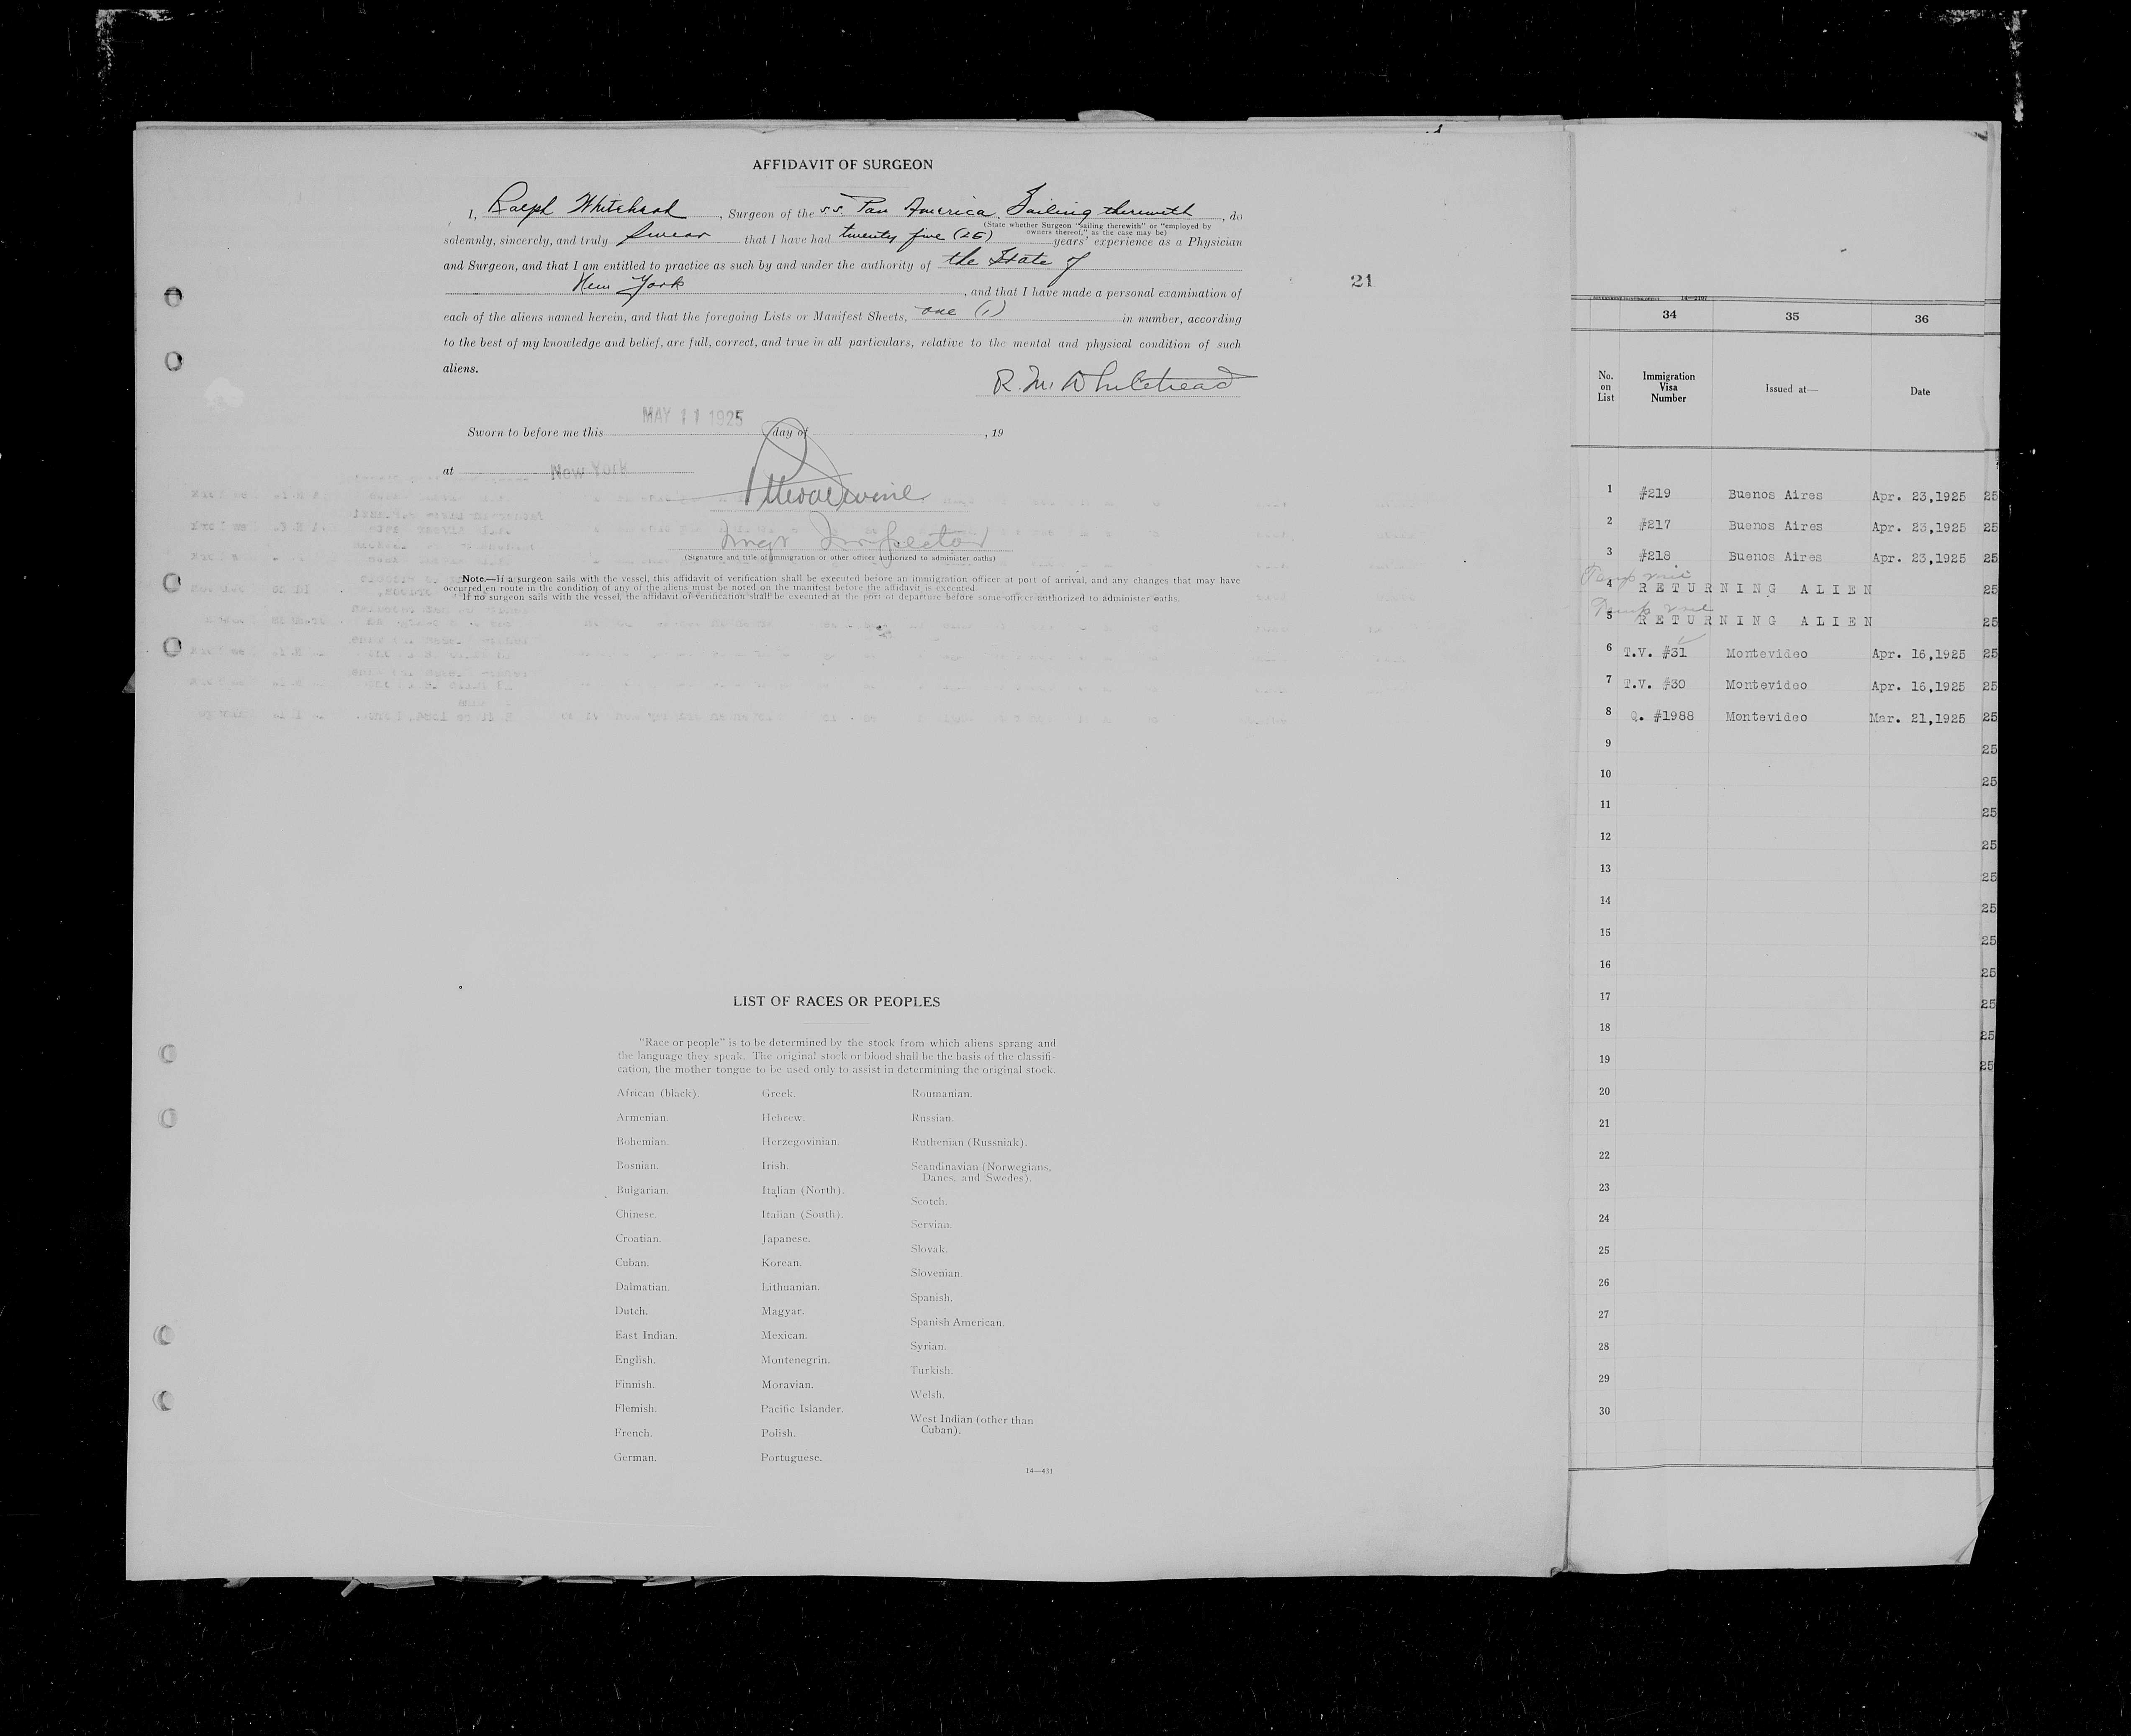 AFFIDAVIT OF SURGEON
I, Ralph Whitehead, Surgeon of the S.S. Pan America, Sailing therewith, do
(State whether Surgeon "sailing therewith" or "employed by
owners thereof," as the case may be)
solemnly, sincerely, and truly swear that I have had twenty five (25) years' experience as a Physician
and Surgeon, and that I am entitled to practice as such by and under the authority of the State of
New York, and that I have made a personal examination of
21
each of the aliens named herein, and that the foregoing Lists or Manifest Sheets, one (1) in number, according
to the best of my knowledge and belief, are full, correct, and true in all particulars, relative to the mental and physical condition of such
aliens.
R. M. Whitehead
MAY 11 1925
Sworn to before me this day of , 19
at New York
Inspector
(Signature and title of immigration or other officer authorized to administer oaths)
Note.—If a surgeon sails with the vessel, this affidavit of verification shall be executed before an immigration officer at port of arrival, and any changes that may have
occurred en route in the condition of any of the aliens must be noted on the manifest before the affidavit is executed
If no surgeon sails with the vessel, the affidavit of verification shall be executed at the port of departure before some officer authorized to administer oaths.
LIST OF RACES OR PEOPLES
"Race or people" is to be determined by the stock from which aliens sprang and
the language they speak. The original stock or blood shall be the basis of the classifi-
cation, the mother tongue to be used only to assist in determining the original stock.
African (black).
Armenian.
Bohemian.
Bosnian.
Bulgarian.
Chinese.
Croatian.
Cuban.
Dalmatian.
Dutch.
East Indian.
English.
Finnish.
Flemish.
French.
German.
Greek.
Hebrew.
Herzegovinian.
Irish.
Italian (North).
Italian (South).
Japanese.
Korean.
Lithuanian.
Magyar.
Mexican.
Montenegrin.
Moravian.
Pacific Islander.
Polish.
Portuguese.
Roumanian.
Russian.
Ruthenian (Russniak).
Scandinavian (Norwegians,
Danes, and Swedes).
Scotch.
Servian.
Slovak.
Slovenian.
Spanish.
Spanish American.
Syrian.
Turkish.
Welsh.
West Indian (other than
Cuban).
14—431
34 35 36
No. on List Immigration Visa Number Issued at— Date
1 #219 Buenos Aires Apr. 23,1925 25
2 #217 Buenos Aires Apr. 23,1925 25
3 #218 Buenos Aires Apr. 23,1925 25
4 RETURNING ALIEN 25
5 RETURNING ALIEN 25
6 T.V. #31 Montevideo Apr. 16,1925 25
7 T.V. #30 Montevideo Apr. 16,1925 25
8 Q. #1988 Montevideo Mar. 21,1925 25
9 25
10 25
11 25
12 25
13 25
14 25
15 25
16 25
17 25
18 25
19 25
20
21
22
23
24
25
26
27
28
29
30